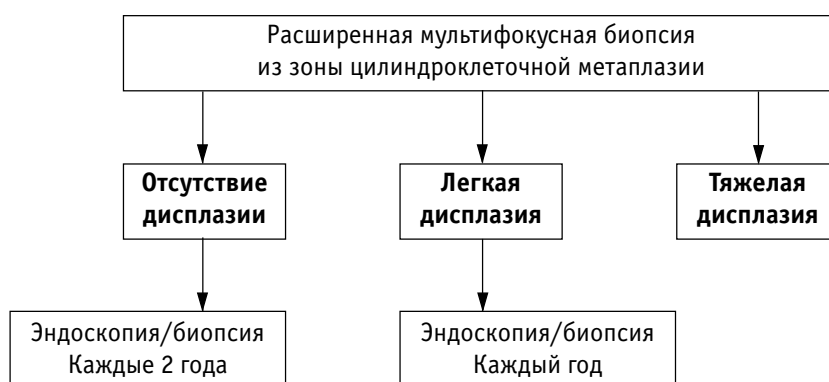 Расширенная мультифокусная биопсия
из зоны цилиндроклеточной метаплазии
Отсутствие
дисплазии
Легкая
дисплазия
Тяжелая
дисплазия
Эндоскопия/биопсия
Каждые 2 года
Эндоскопия/биопсия
Каждый год